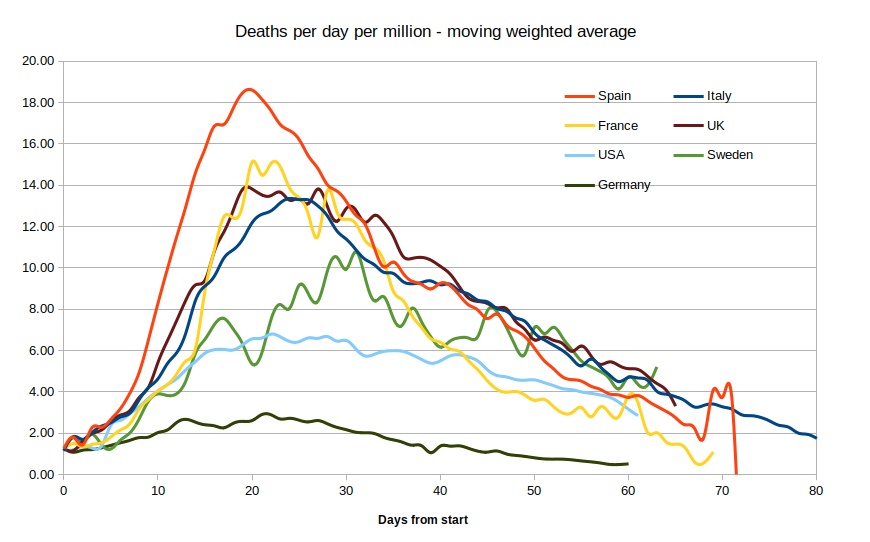 Deaths per day per million - moving weighted average
20.00
18.00
16.00
14.00
12.00
10.00
8.00
6.00
4.00
2.00
0.00
Spain Italy
France UK
USA Sweden
Germany
0 10 20 30 40 50 60 70 80
Days from start